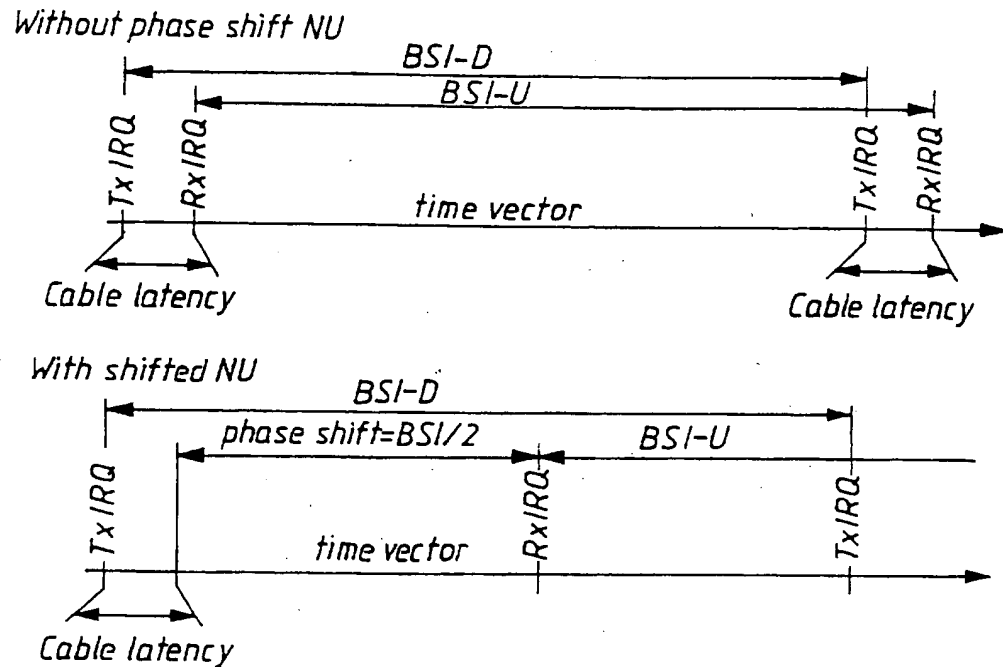 Without phase shift NU
BSI-D
BSI-U
TxIRQ
RxIRQ
time vector
TxIRQ
RxIRQ
Cable latency
Cable latency
With shifted NU
BSI-D
phase shift=BSI/2
BSI-U
TxIRQ
time vector
RxIRQ
TxIRQ
Cable latency